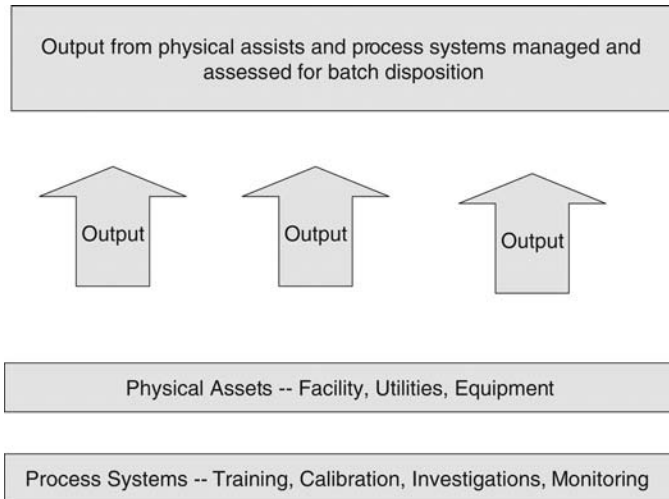 Output from physical assists and process systems managed and
assessed for batch disposition
Output
Output
Output
Physical Assets -- Facility, Utilities, Equipment
Process Systems -- Training, Calibration, Investigations, Monitoring